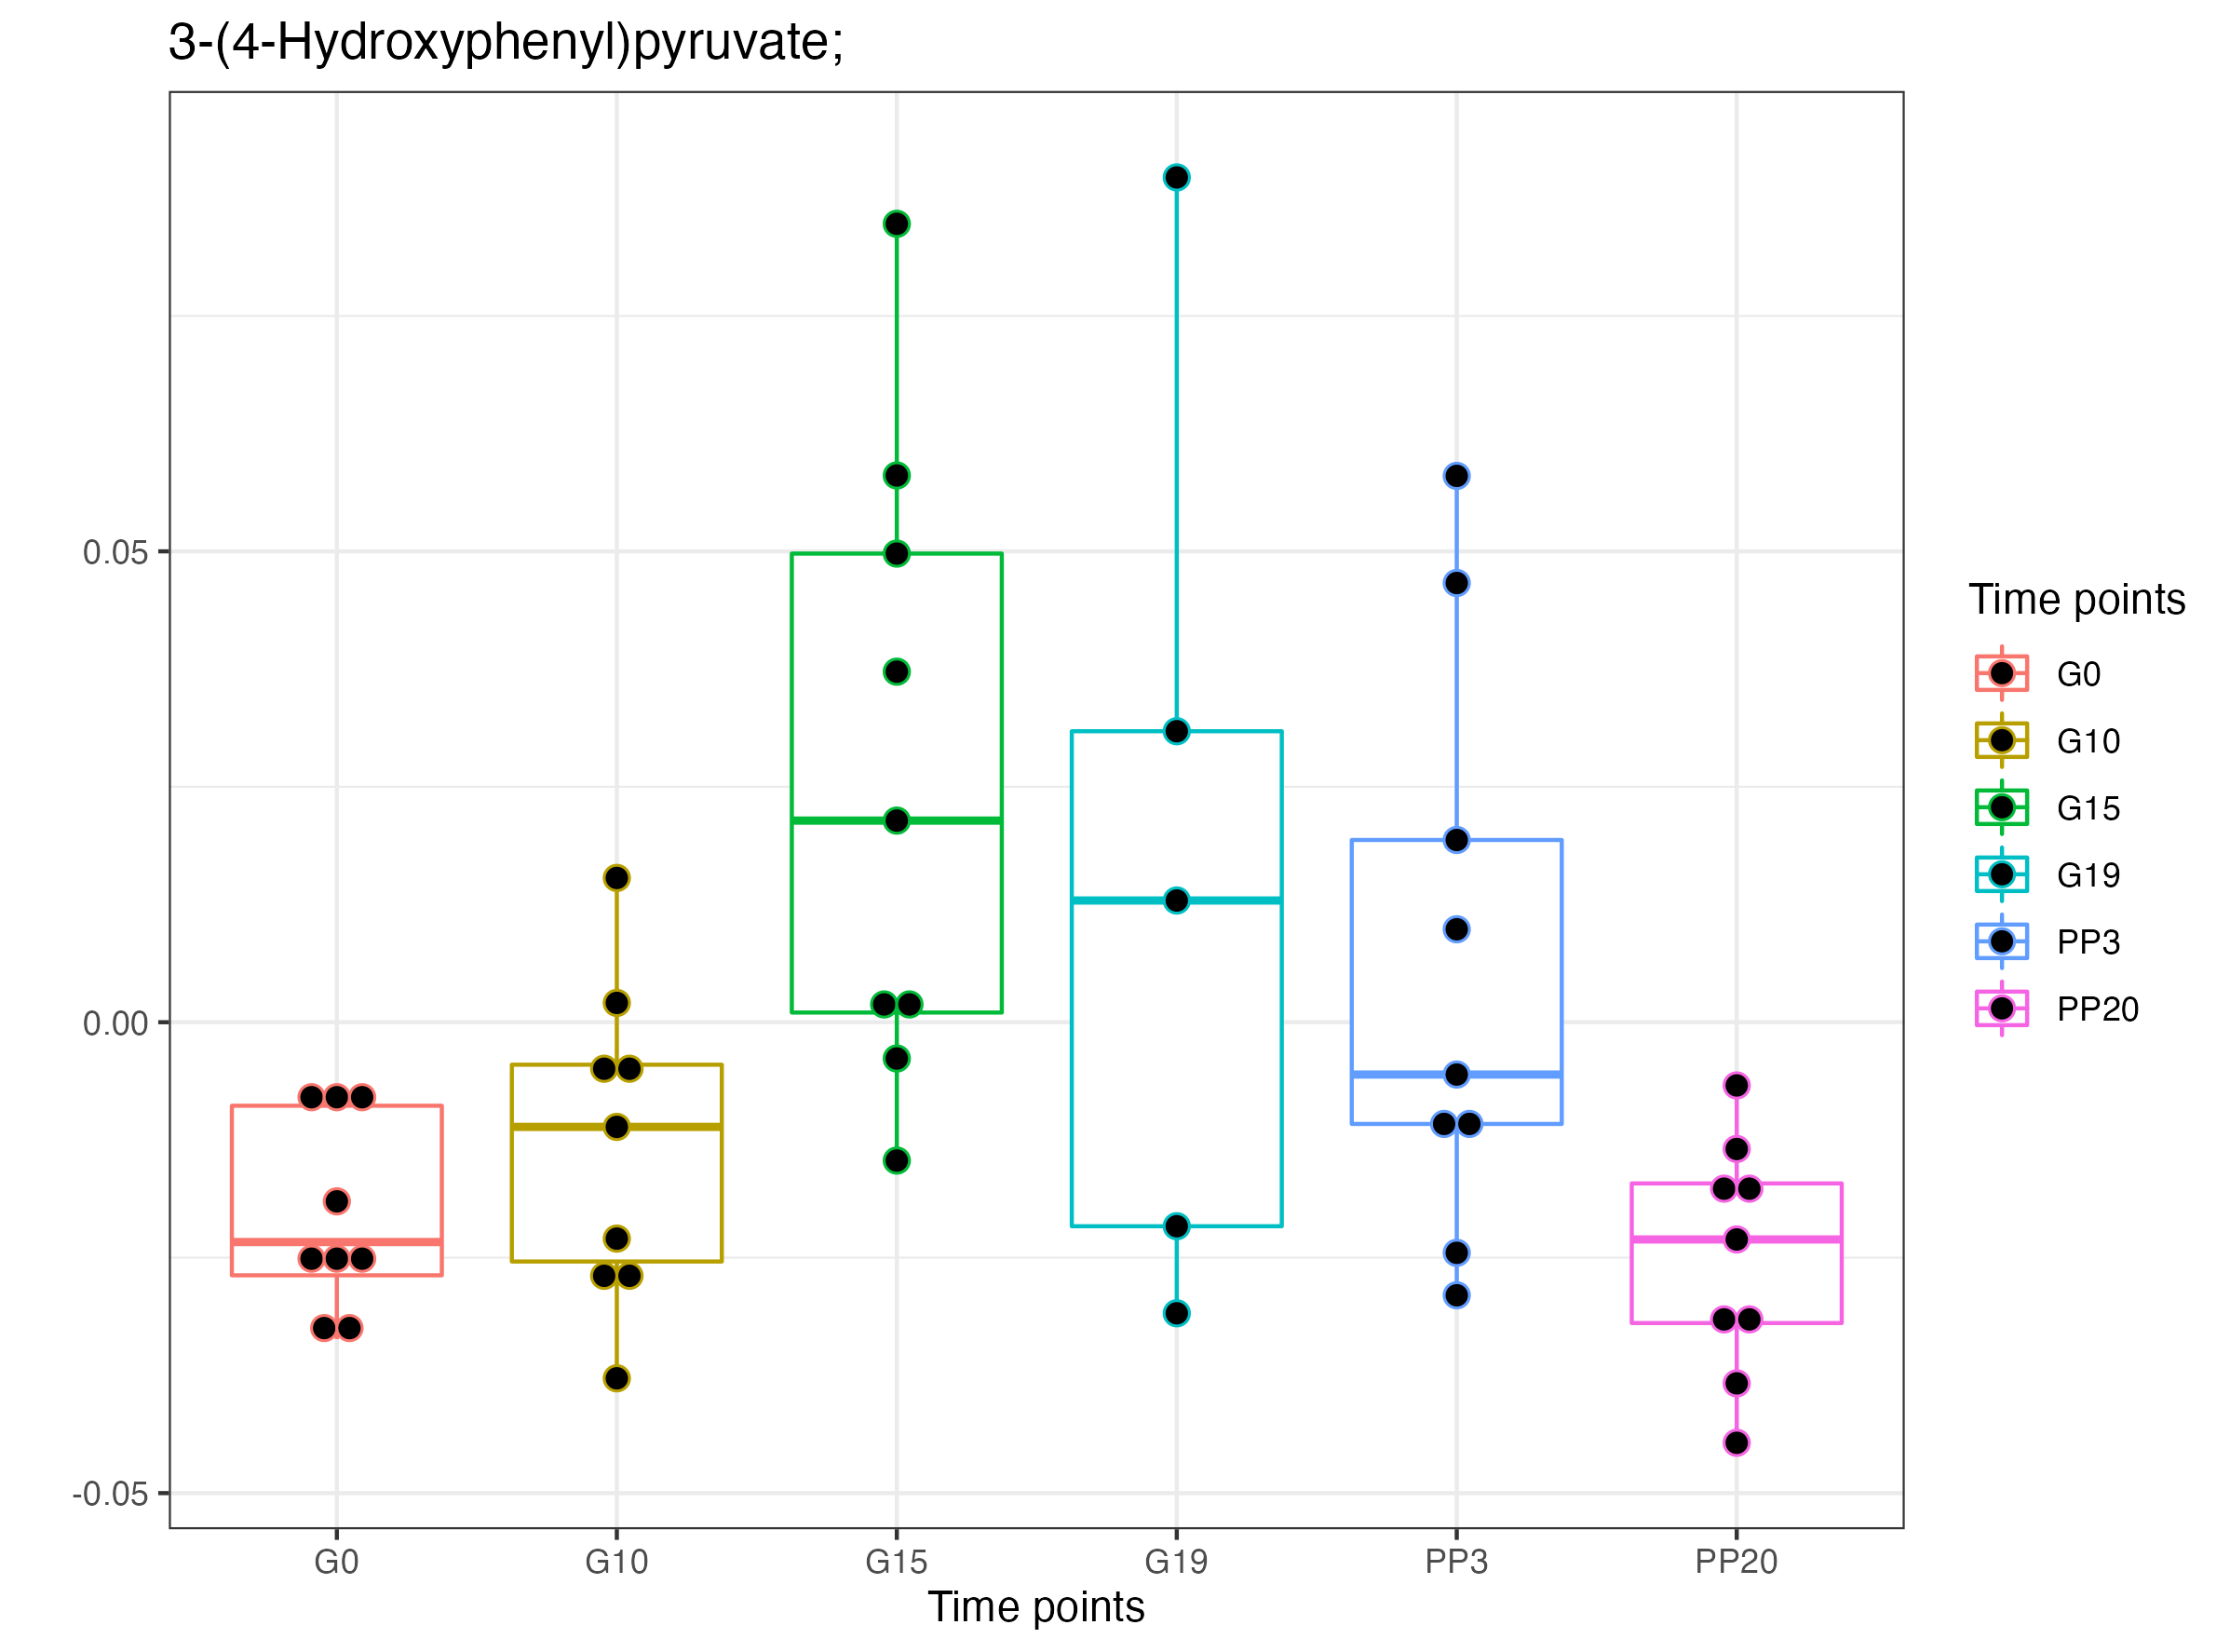 3-(4-Hydroxyphenyl)pyruvate;
0.05
0.00
-0.05
G0
G10
G15
G19
PP3
PP20
Time points
Time points
G0
G10
G15
G19
PP3
PP20